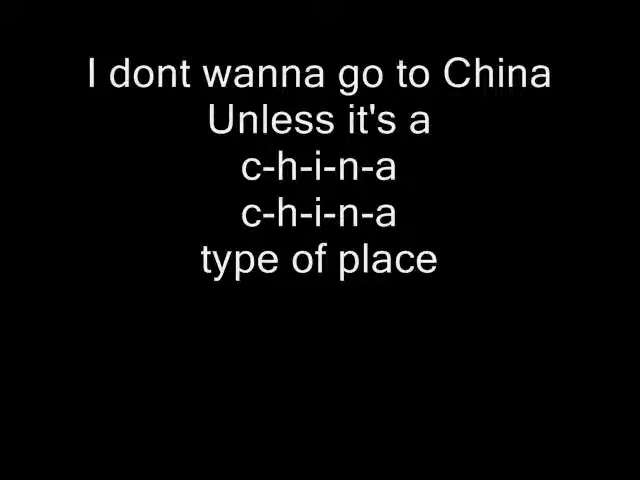 I dont wanna go to China
Unless it's a
c-h-i-n-a
c-h-i-n-a
type of place